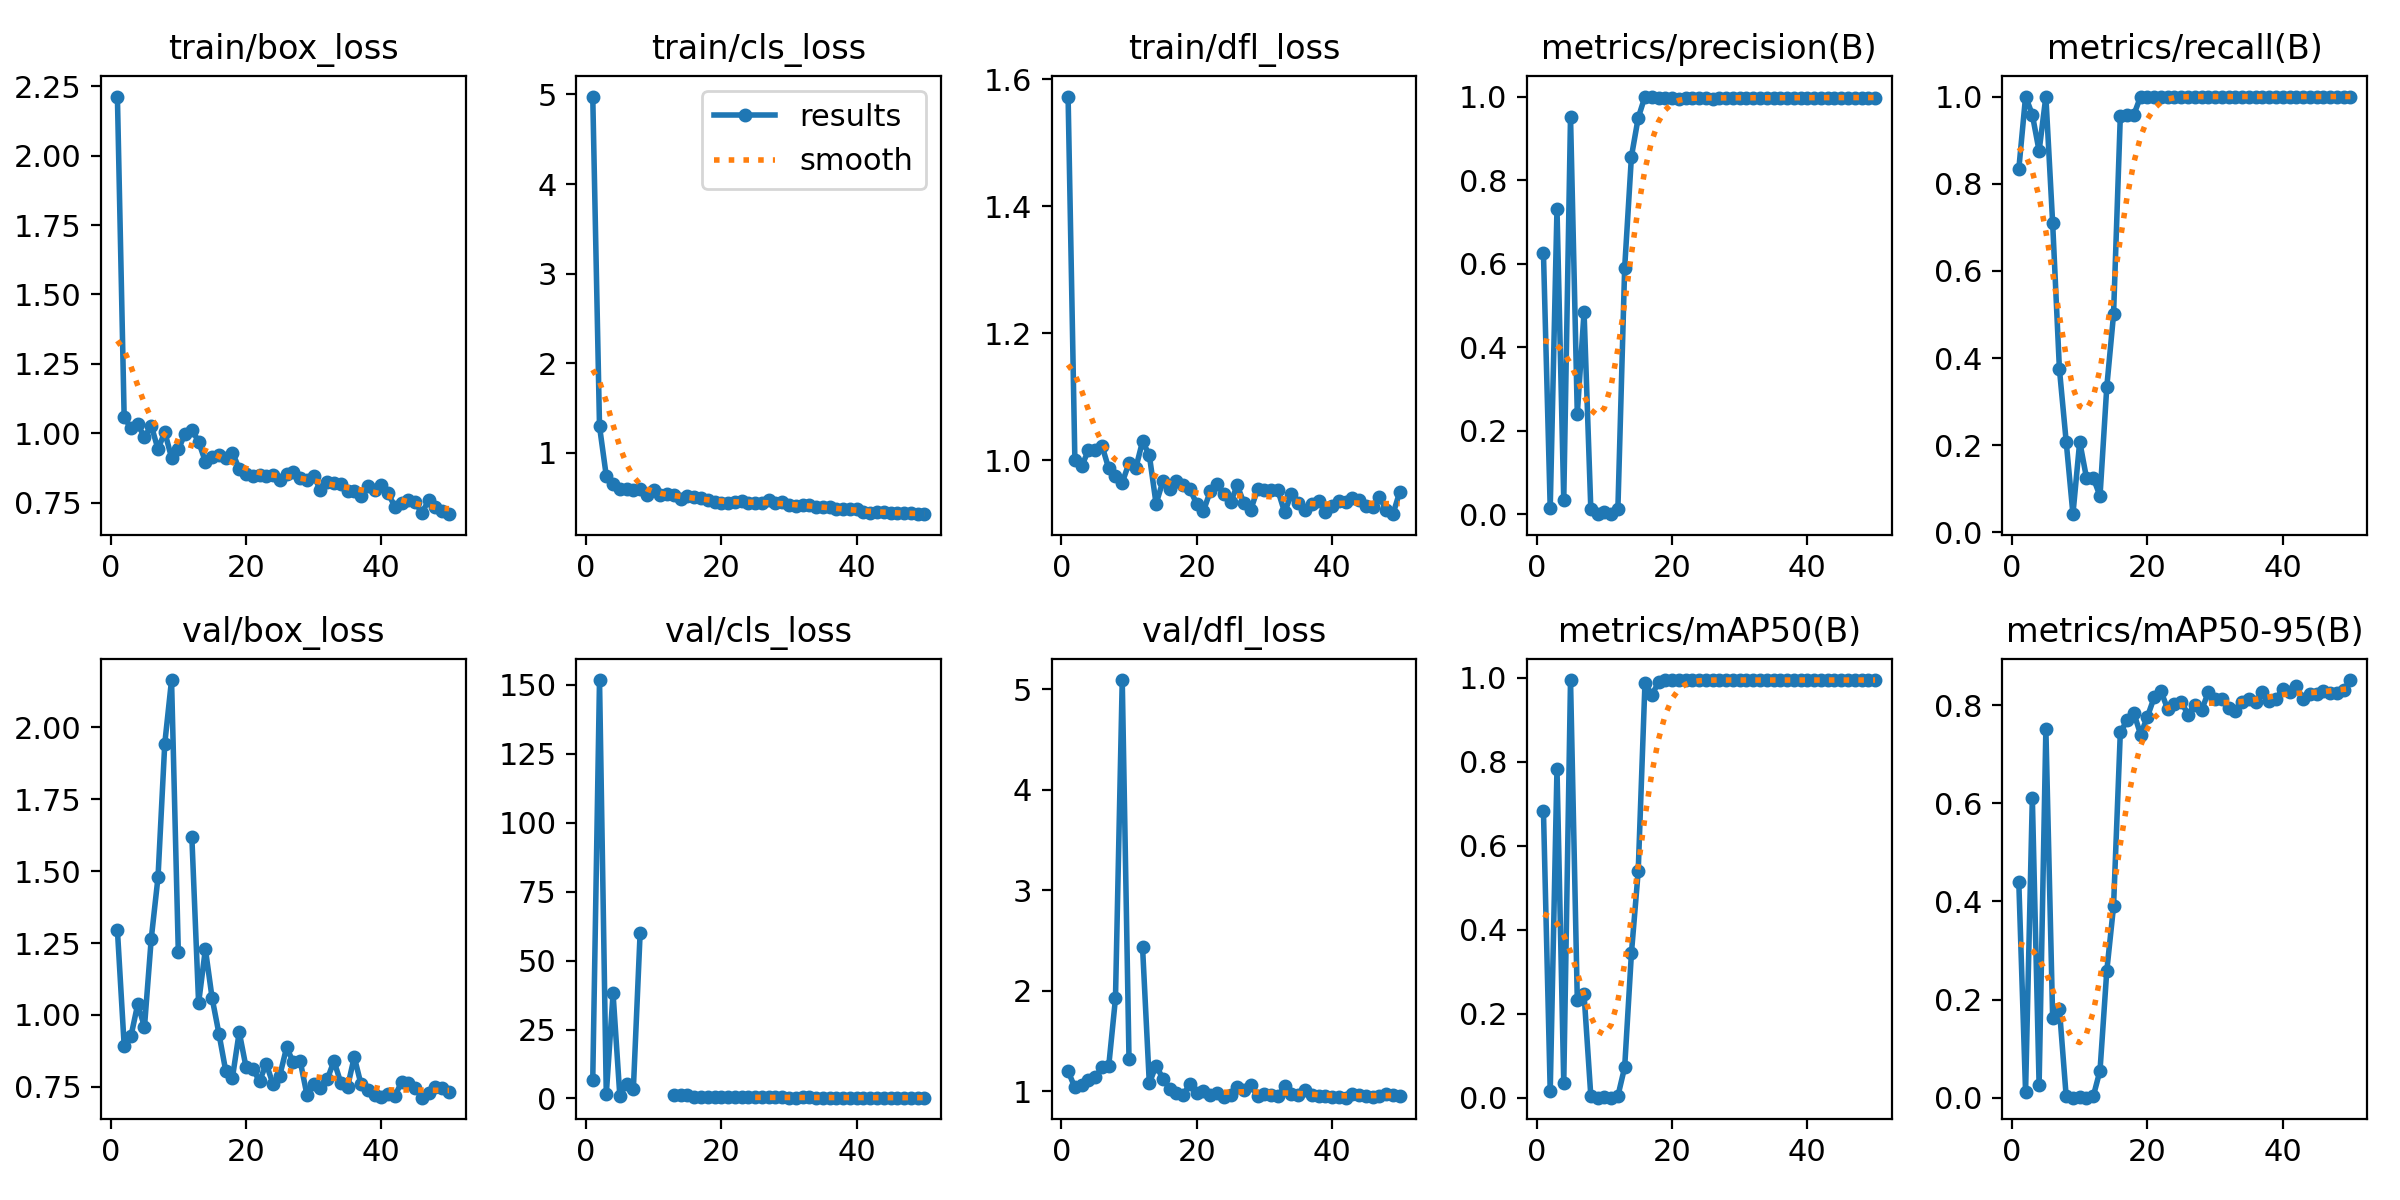 train/box_loss
2.25
2.00
1.75
1.50
1.25
1.00
0.75
0 20 40
train/cls_loss
results
smooth
5
4
3
2
1
0 20 40
train/dfl_loss
1.6
1.4
1.2
1.0
0 20 40
metrics/precision(B)
1.0
0.8
0.6
0.4
0.2
0.0
0 20 40
metrics/recall(B)
1.0
0.8
0.6
0.4
0.2
0.0
0 20 40
val/box_loss
2.00
1.75
1.50
1.25
1.00
0.75
0 20 40
val/cls_loss
150
125
100
75
50
25
0
0 20 40
val/dfl_loss
5
4
3
2
1
0 20 40
metrics/mAP50(B)
1.0
0.8
0.6
0.4
0.2
0.0
0 20 40
metrics/mAP50-95(B)
0.8
0.6
0.4
0.2
0.0
0 20 40